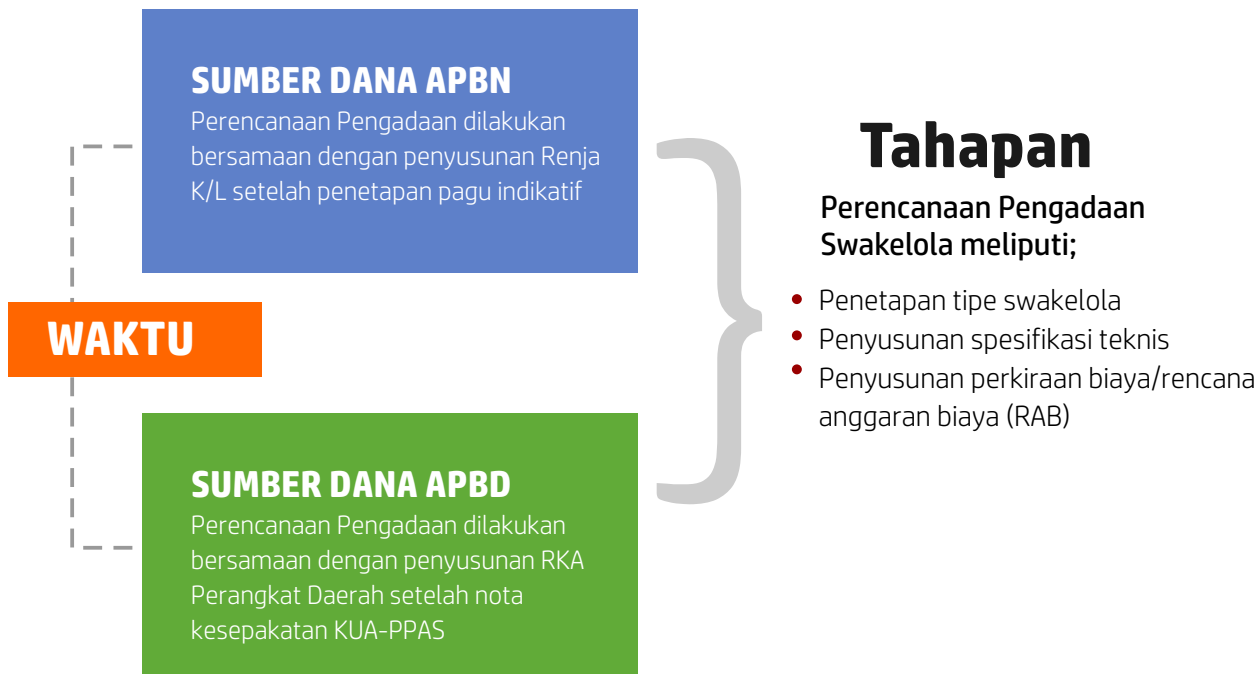 SUMBER DANA APBN
Perencanaan Pengadaan dilakukan
bersamaan dengan penyusunan Renja
K/L setelah penetapan pagu indikatif
WAKTU
SUMBER DANA APBD
Perencanaan Pengadaan dilakukan
bersamaan dengan penyusunan RKA
Perangkat Daerah setelah nota
kesepakatan KUA-PPAS
Tahapan
Perencanaan Pengadaan
Swakelola meliputi;
• Penetapan tipe swakelola
• Penyusunan spesifikasi teknis
• Penyusunan perkiraan biaya/rencana
anggaran biaya (RAB)